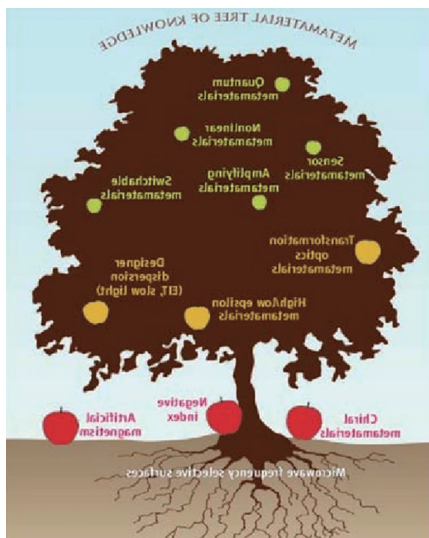 METAMATERIAL TREE OF KNOWLEDGE
Quantum
metamaterials
Nonlinear
metamaterials
Sensor
metamaterials
Amplifying
metamaterials
Switchable
metamaterials
Transformation
optics
metamaterials
Designer
dispersion
(EIT, slow light)
High/low epsilon
metamaterials
Negative
index
Artificial
magnetism
Chiral
metamaterials
Microwave frequency selective surfaces